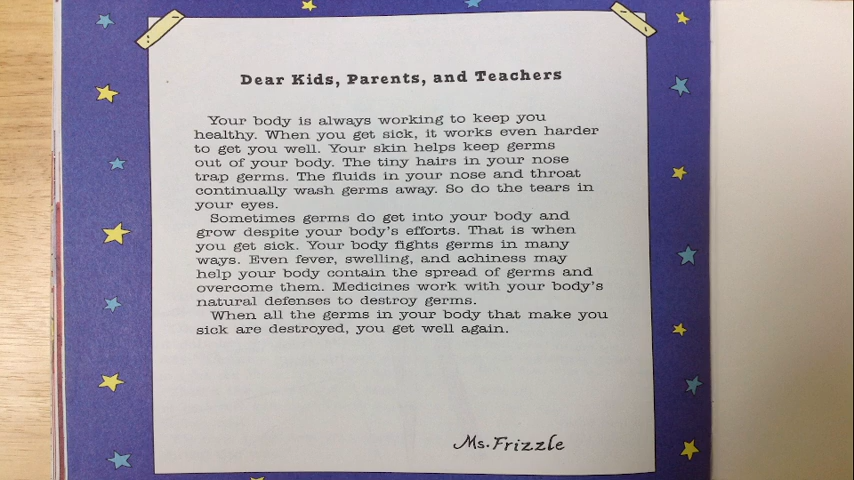 Dear Kids, Parents, and Teachers
Your body is always working to keep you
healthy. When you get sick, it works even harder
to get you well. Your skin helps keep germs
out of your body. The tiny hairs in your nose
trap germs. The fluids in your nose and throat
continually wash germs away. So do the tears in
your eyes.
Sometimes germs do get into your body and
grow despite your body's efforts. That is when
you get sick. Your body fights germs in many
ways. Even fever, swelling, and achiness may
help your body contain the spread of germs and
overcome them. Medicines work with your body's
natural defenses to destroy germs.
When all the germs in your body that make you
sick are destroyed, you get well again.
Ms. Frizzle